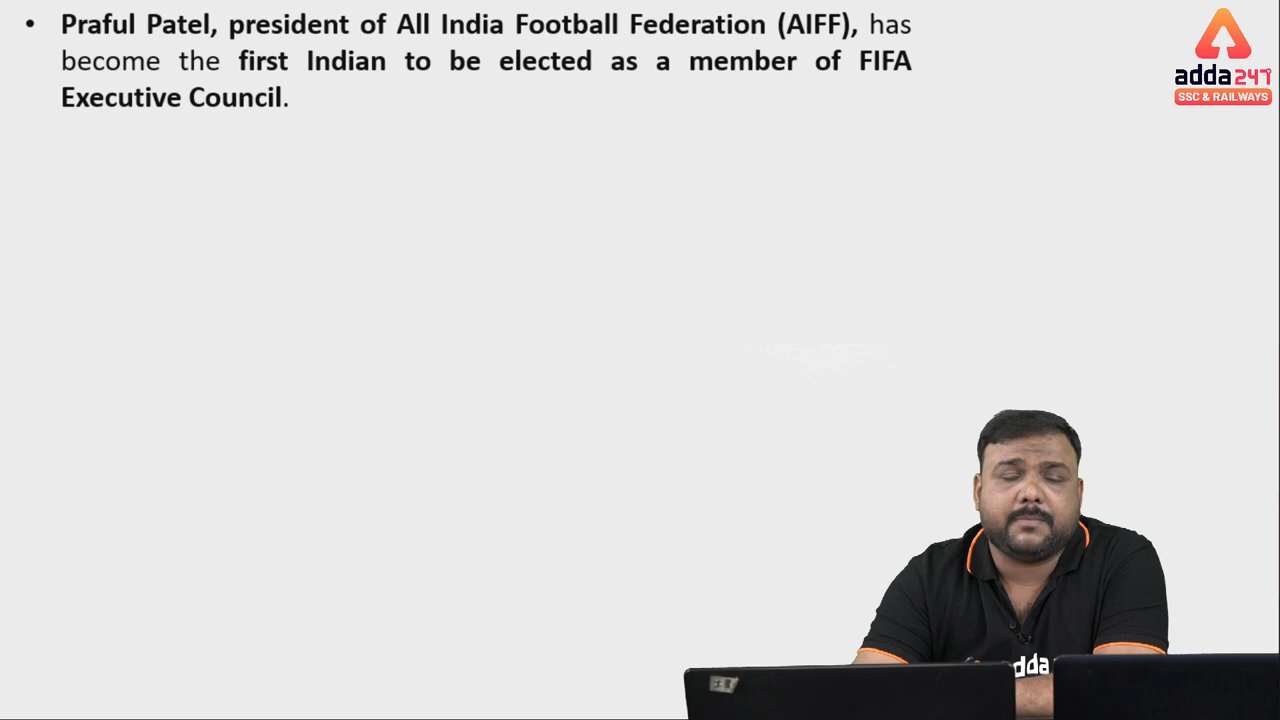 • Praful Patel, president of All India Football Federation (AIFF), has
become the first Indian to be elected as a member of FIFA
Executive Council.
adda247
SSC & RAILWAYS
dda